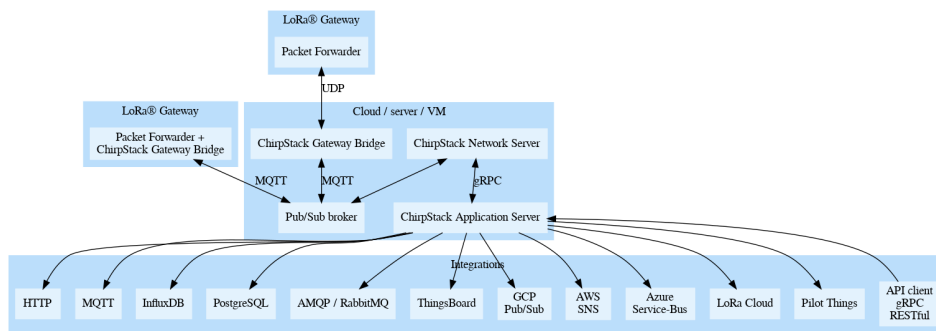 LoRa® Gateway
Packet Forwarder
UDP
LoRa® Gateway
Packet Forwarder +
ChirpStack Gateway Bridge
Cloud / server / VM
ChirpStack Gateway Bridge
ChirpStack Network Server
MQTT
MQTT
gRPC
Pub/Sub broker
ChirpStack Application Server
Integrations
HTTP
MQTT
InfluxDB
PostgreSQL
AMQP / RabbitMQ
ThingsBoard
GCP
Pub/Sub
AWS
SNS
Azure
Service-Bus
LoRa Cloud
Pilot Things
API client
gRPC
RESTful